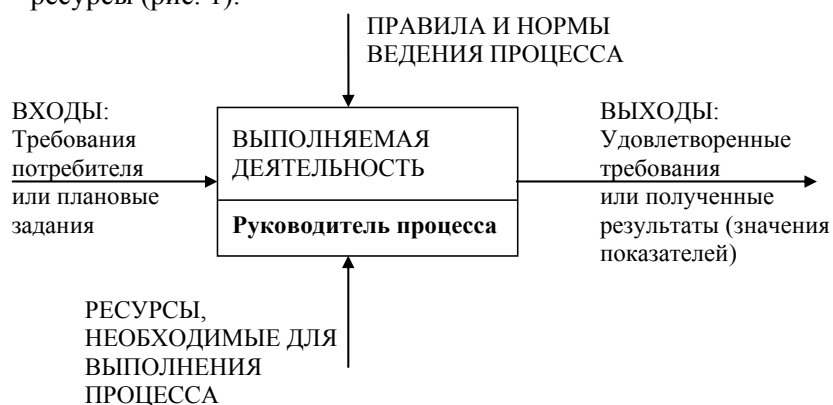 ресурсы (рис. 1).
ПРАВИЛА И НОРМЫ
ВЕДЕНИЯ ПРОЦЕССА
ВХОДЫ:
Требования
потребителя
или плановые
задания
ВЫПОЛНЯЕМАЯ
ДЕЯТЕЛЬНОСТЬ
Руководитель процесса
ВЫХОДЫ:
Удовлетворенные
требования
или полученные
результаты (значения
показателей)
РЕСУРСЫ,
НЕОБХОДИМЫЕ ДЛЯ
ВЫПОЛНЕНИЯ
ПРОЦЕССА